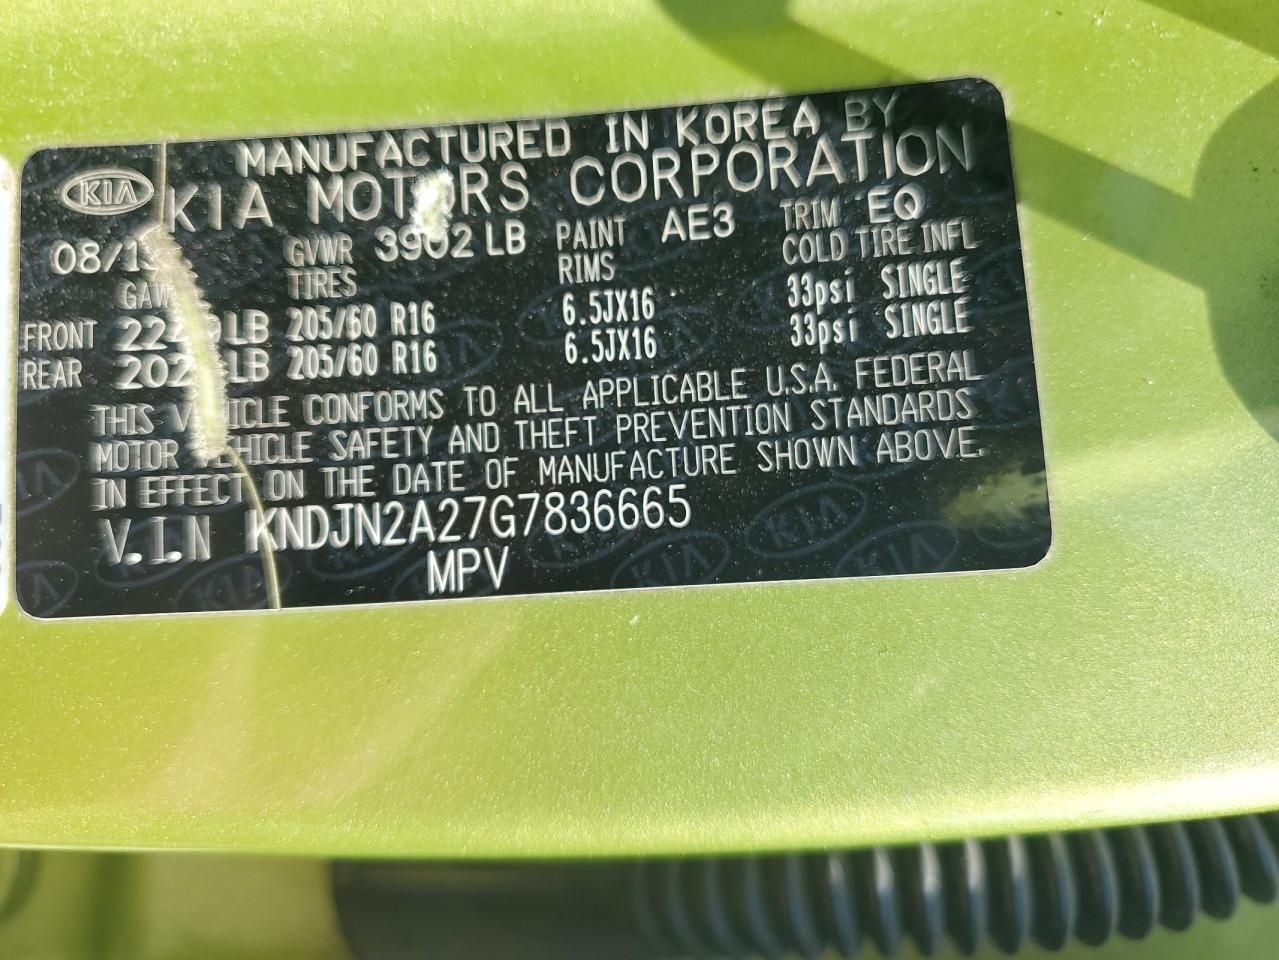 MANUFACTURED IN KOREA BY
KIA KIA MOTORS CORPORATION
GVWR 3902 LB PAINT AE3 TRIM EQ
TIRES RIMS COLD TIRE INFL
FRONT LB 205/60 R16 6.5JX16 33psi SINGLE
REAR LB 205/60 R16 6.5JX16 33psi SINGLE
THIS VEHICLE CONFORMS TO ALL APPLICABLE U.S.A. FEDERAL
MOTOR VEHICLE SAFETY AND THEFT PREVENTION STANDARDS
IN EFFECT ON THE DATE OF MANUFACTURE SHOWN ABOVE.
V.I.N KNDJN2A27G7836665
MPV